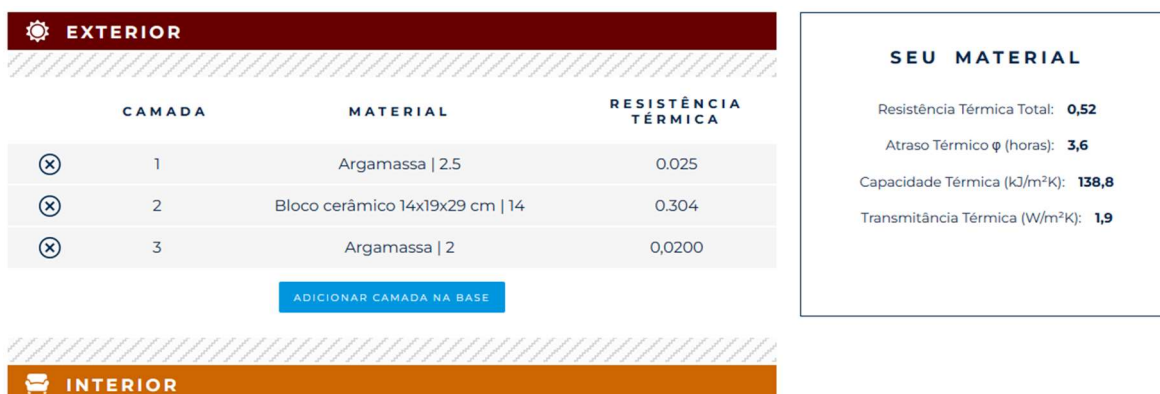 EXTERIOR
CAMADA MATERIAL RESISTÊNCIA TÉRMICA
1 Argamassa | 2.5 0.025
2 Bloco cerâmico 14x19x29 cm | 14 0.304
3 Argamassa | 2 0,0200
ADICIONAR CAMADA NA BASE
INTERIOR
SEU MATERIAL
Resistência Térmica Total: 0,52
Atraso Térmico φ (horas): 3,6
Capacidade Térmica (kJ/m²K): 138,8
Transmitância Térmica (W/m²K): 1,9